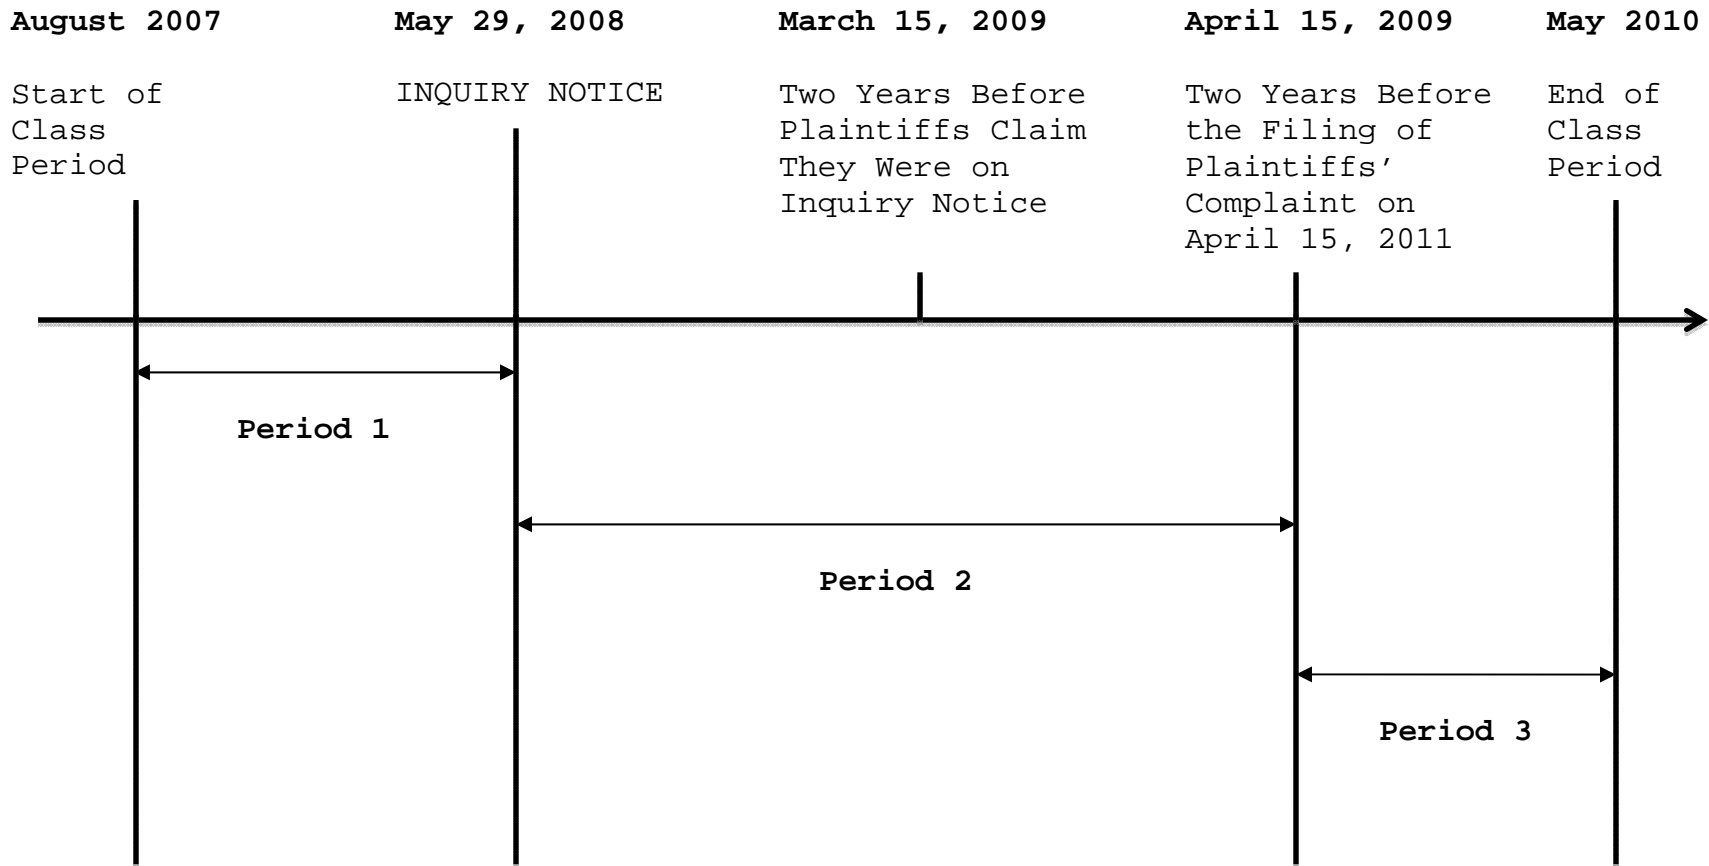 August 2007
Start of
Class
Period
May 29, 2008
INQUIRY NOTICE
March 15, 2009
Two Years Before
Plaintiffs Claim
They Were on
Inquiry Notice
April 15, 2009
Two Years Before
the Filing of
Plaintiffs’
Complaint on
April 15, 2011
May 2010
End of
Class
Period
Period 1
Period 2
Period 3